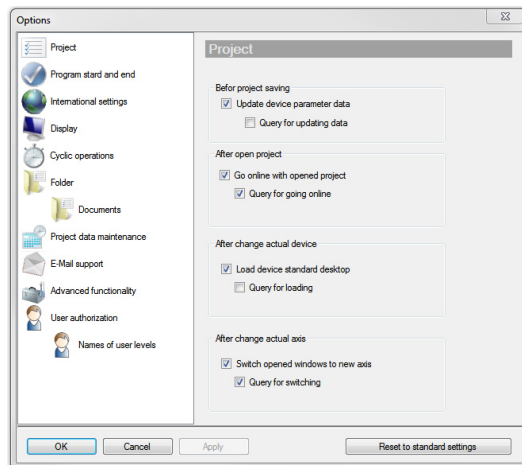 Options
Project
Program stard and end
International settings
Display
Cyclic operations
Folder
Documents
Project data maintenance
E-Mail support
Advanced functionality
User authorization
Names of user levels
Project
Befor project saving
Update device parameter data
Query for updating data
After open project
Go online with opened project
Query for going online
After change actual device
Load device standard desktop
Query for loading
After change actual axis
Switch opened windows to new axis
Query for switching
OK Cancel Apply Reset to standard settings